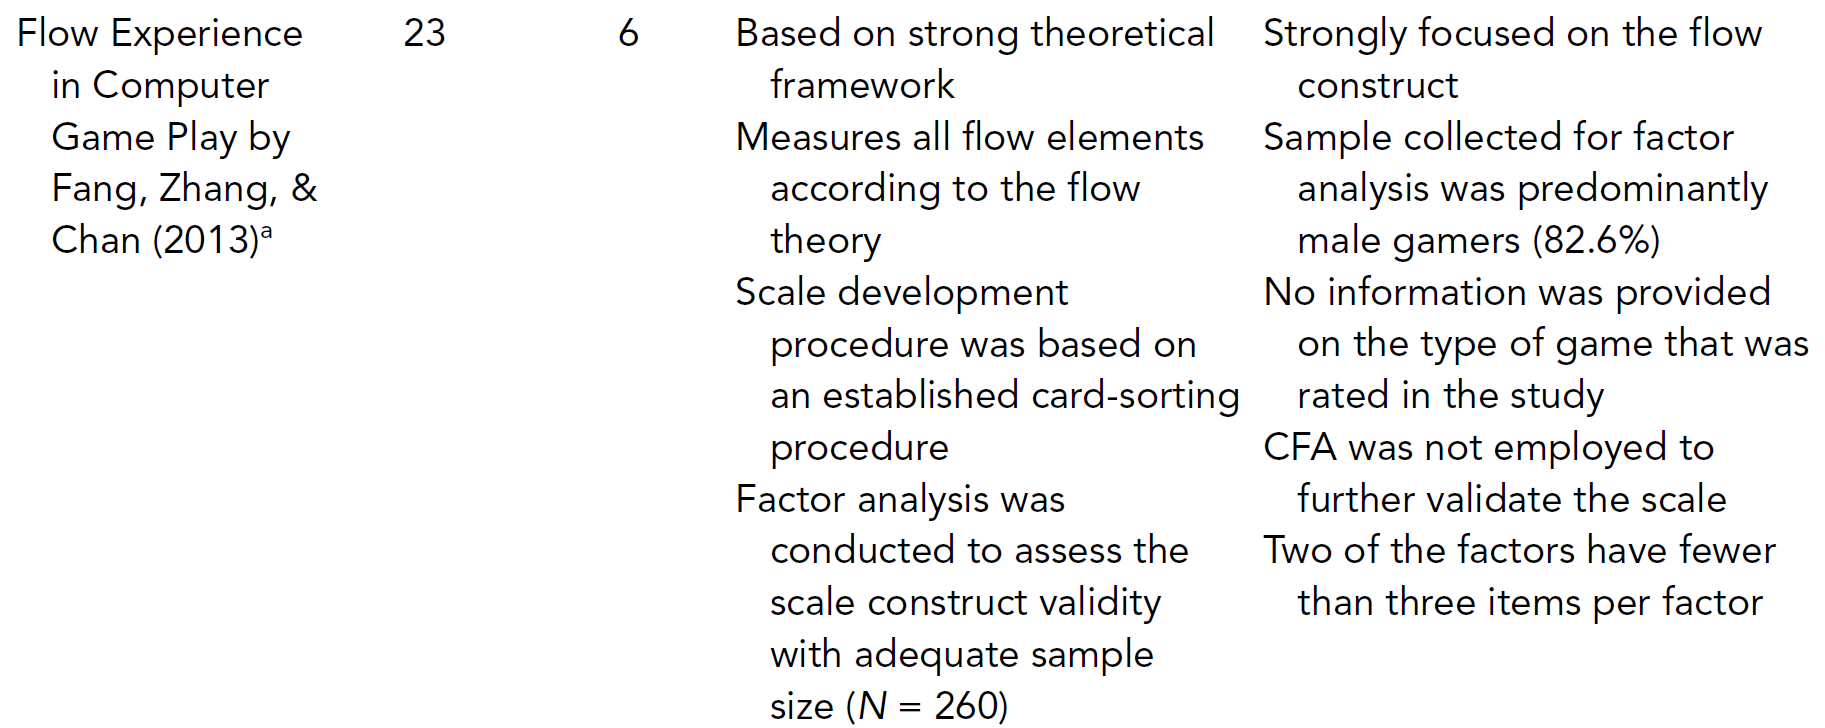 Flow Experience
in Computer
Game Play by
Fang, Zhang, &
Chan (2013)a
23
6
Based on strong theoretical
framework
Measures all flow elements
according to the flow
theory
Scale development
procedure was based on
an established card-sorting
procedure
Factor analysis was
conducted to assess the
scale construct validity
with adequate sample
size (N = 260)
Strongly focused on the flow
construct
Sample collected for factor
analysis was predominantly
male gamers (82.6%)
No information was provided
on the type of game that was
rated in the study
CFA was not employed to
further validate the scale
Two of the factors have fewer
than three items per factor